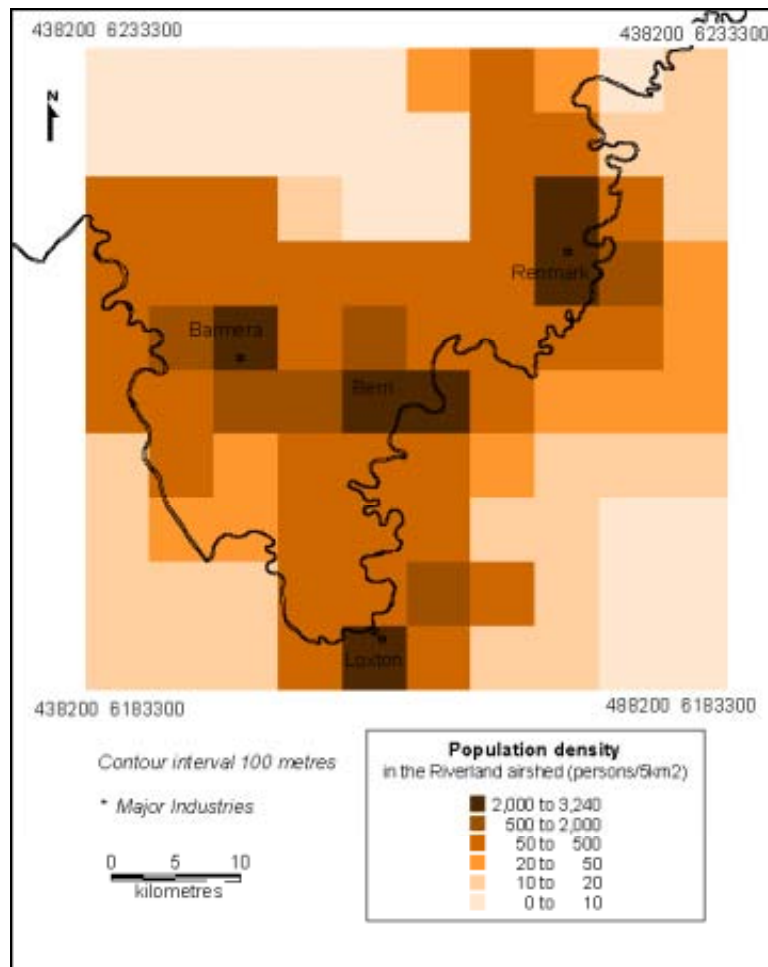 438200 6233300
438200 6233300
N
Renmark
Barmera
Berri
Loxton
438200 6183300
488200 6183300
Contour interval 100 metres
* Major Industries
0 5 10
kilometres
Population density
in the Riverland airshed (persons/5km2)
2,000 to 3,240
500 to 2,000
50 to 500
20 to 50
10 to 20
0 to 10